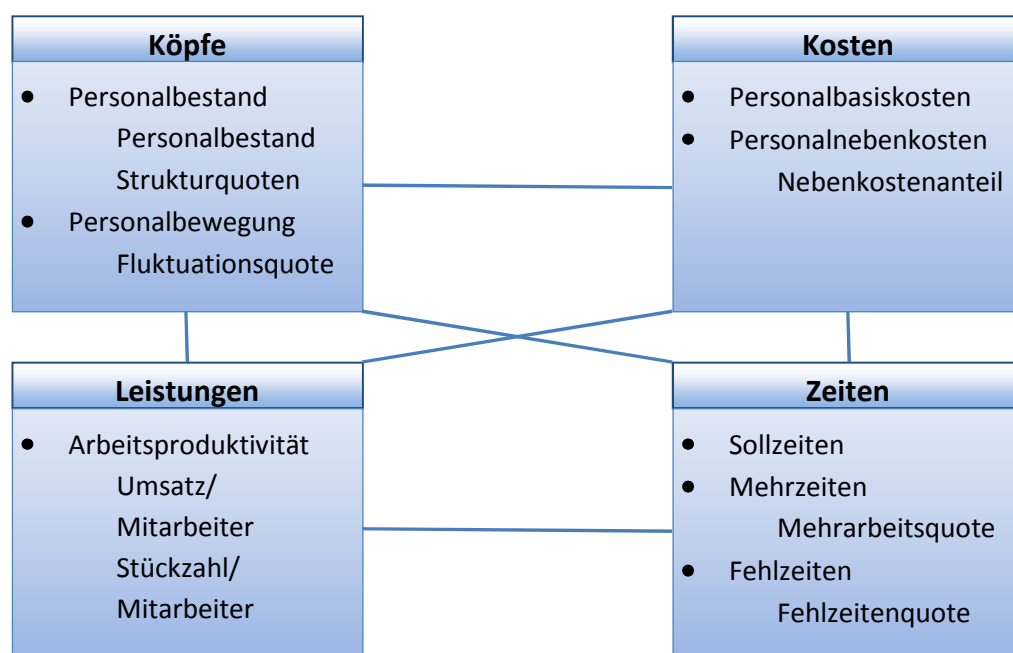 Köpfe
• Personalbestand
Personalbestand
Strukturquoten
• Personalbewegung
Fluktuationsquote
Kosten
• Personalbasiskosten
• Personalnebenkosten
Nebenkostenanteil
Leistungen
• Arbeitsproduktivität
Umsatz/
Mitarbeiter
Stückzahl/
Mitarbeiter
Zeiten
• Sollzeiten
• Mehrzeiten
Mehrarbeitsquote
• Fehlzeiten
Fehlzeitenquote